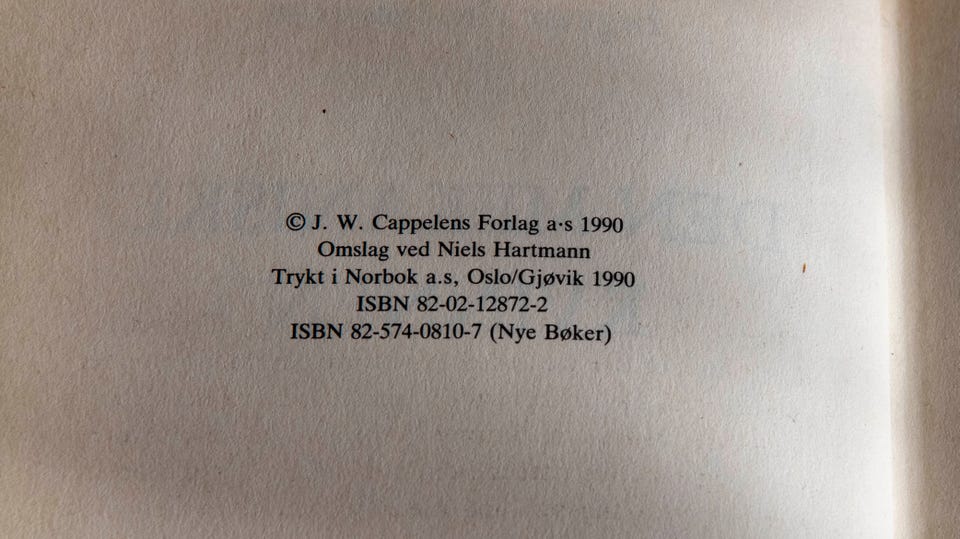 © J. W. Cappelens Forlag a·s 1990
Omslag ved Niels Hartmann
Trykt i Norbok a.s, Oslo/Gjøvik 1990
ISBN 82-02-12872-2
ISBN 82-574-0810-7 (Nye Bøker)